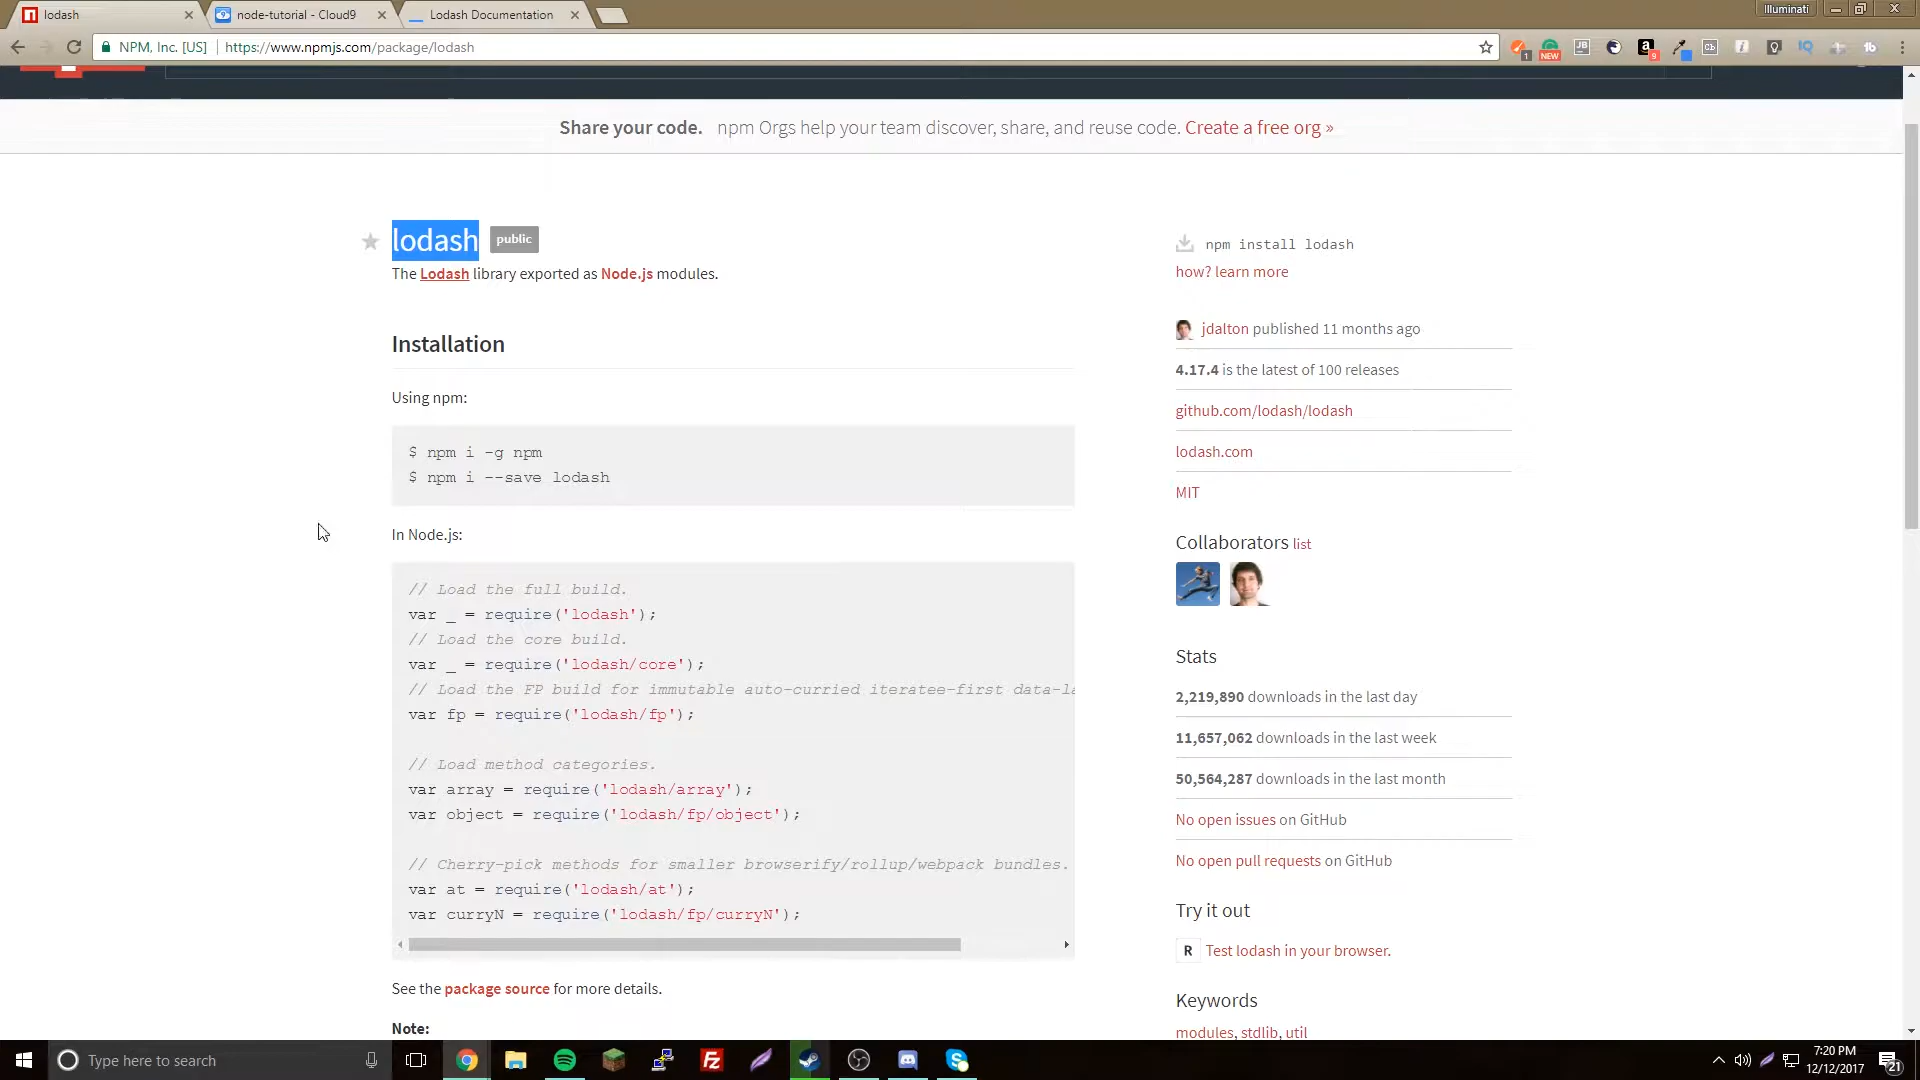 lodash
node-tutorial - Cloud9
Lodash Documentation
Illuminati
NPM, Inc. [US]
https://www.npmjs.com/package/lodash
1
NEW
JB
a
9
Cb
i
IQ
tb
Share your code. npm Orgs help your team discover, share, and reuse code. Create a free org »
lodash public
The Lodash library exported as Node.js modules.
Installation
Using npm:
$ npm i -g npm
$ npm i --save lodash
In Node.js:
// Load the full build.
var _ = require('lodash');
// Load the core build.
var _ = require('lodash/core');
// Load the FP build for immutable auto-curried iteratee-first data-la
var fp = require('lodash/fp');
// Load method categories.
var array = require('lodash/array');
var object = require('lodash/fp/object');
// Cherry-pick methods for smaller browserify/rollup/webpack bundles.
var at = require('lodash/at');
var curryN = require('lodash/fp/curryN');
See the package source for more details.
Note:
npm install lodash
how? learn more
jdalton published 11 months ago
4.17.4 is the latest of 100 releases
github.com/lodash/lodash
lodash.com
MIT
Collaborators list
Stats
2,219,890 downloads in the last day
11,657,062 downloads in the last week
50,564,287 downloads in the last month
No open issues on GitHub
No open pull requests on GitHub
Try it out
R Test lodash in your browser.
Keywords
modules, stdlib, util
Type here to search
7:20 PM
12/12/2017
21